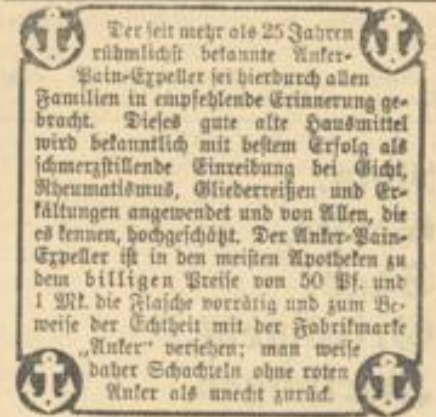 Der seit mehr als 25 Jahren
rühmlichst bekannte Anker-
Pain-Expeller sei hierdurch allen
Familien in empfehlende Erinnerung ge-
bracht. Dieses gute alte Hausmittel
wird bekanntlich mit bestem Erfolg als
schmerzstillende Einreibung bei Gicht,
Rheumatismus, Gliederreißen und Er-
kältungen angewendet und von Allen, die
es kennen, hochgeschätzt. Der Anker-Pain-
Expeller ist in den meisten Apotheken zu
dem billigen Preise von 50 Pf. und
1 Mk. die Flasche vorrätig und zum Be-
weise der Echtheit mit der Fabrikmarke
„Anker“ versehen; man weise
daher Schachteln ohne roten
Anker als unecht zurück.